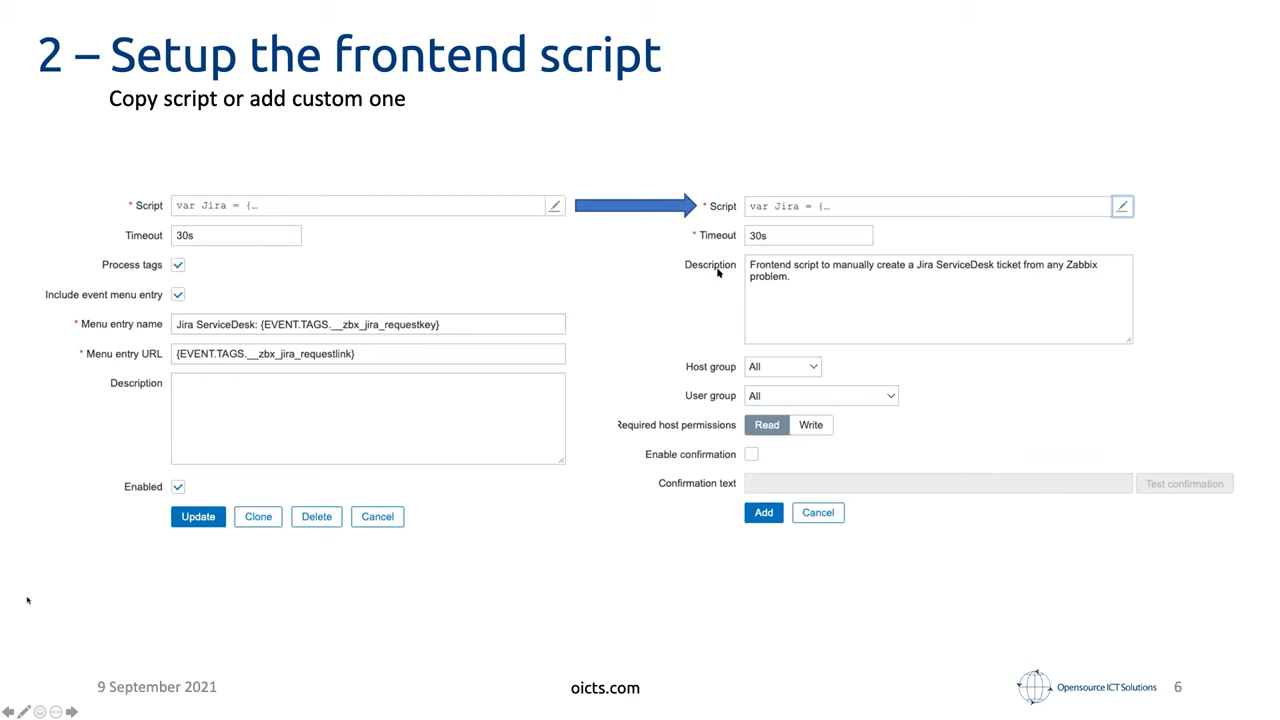 2 – Setup the frontend script
Copy script or add custom one
* Script var Jira = {…
Timeout 30s
Process tags
Include event menu entry
* Menu entry name Jira ServiceDesk: {EVENT.TAGS.__zbx_jira_requestkey}
* Menu entry URL {EVENT.TAGS.__zbx_jira_requestlink}
Description
Enabled
Update Clone Delete Cancel
* Script var Jira = {…
* Timeout 30s
Description Frontend script to manually create a Jira ServiceDesk ticket from any Zabbix
problem.
Host group All
User group All
Required host permissions Read Write
Enable confirmation
Confirmation text Test confirmation
Add Cancel
9 September 2021
oicts.com
Opensource ICT Solutions
6